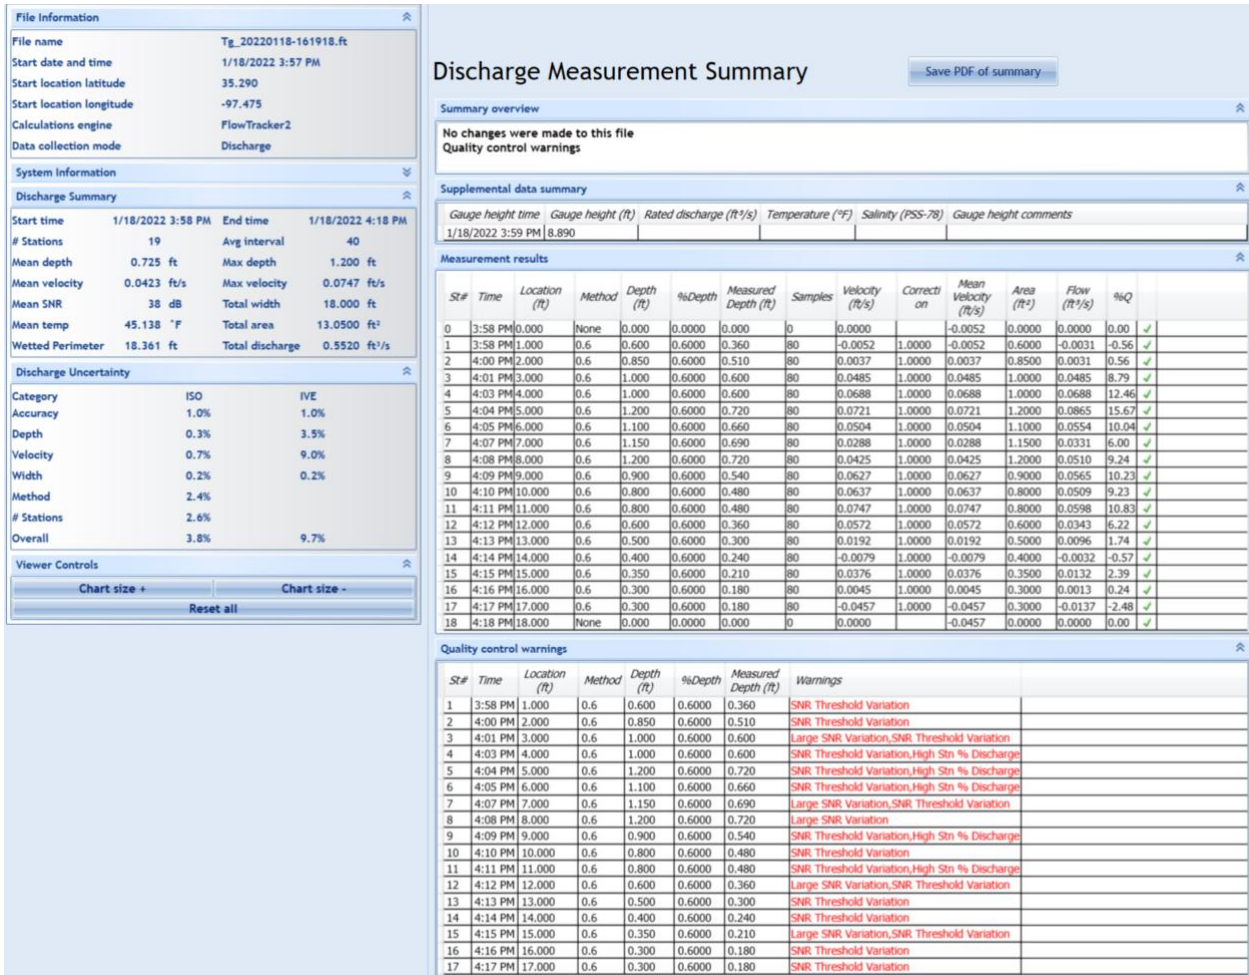 File Information
File name Tg_20220118-161918.ft
Start date and time 1/18/2022 3:57 PM
Start location latitude 35.290
Start location longitude -97.475
Calculations engine FlowTracker2
Data collection mode Discharge
System Information
Discharge Summary
Start time 1/18/2022 3:58 PM End time 1/18/2022 4:18 PM
# Stations 19 Avg interval 40
Mean depth 0.725 ft Max depth 1.200 ft
Mean velocity 0.0423 ft/s Max velocity 0.0747 ft/s
Mean SNR 38 dB Total width 18.000 ft
Mean temp 45.138 °F Total area 13.0500 ft²
Wetted Perimeter 18.361 ft Total discharge 0.5520 ft³/s
Discharge Uncertainty
Category ISO IVE
Accuracy 1.0% 1.0%
Depth 0.3% 3.5%
Velocity 0.7% 9.0%
Width 0.2% 0.2%
Method 2.4%
# Stations 2.6%
Overall 3.8% 9.7%
Viewer Controls
Chart size + Chart size -
Reset all
Discharge Measurement Summary
Save PDF of summary
Summary overview
No changes were made to this file
Quality control warnings
Supplemental data summary
Gauge height time Gauge height (ft) Rated discharge (ft³/s) Temperature (°F) Salinity (PSS-78) Gauge height comments
1/18/2022 3:59 PM 8.890
Measurement results
St# Time Location (ft) Method Depth (ft) %Depth Measured Depth (ft) Samples Velocity (ft/s) Correcti on Mean Velocity (ft/s) Area (ft²) Flow (ft³/s) %Q
0 3:58 PM 0.000 None 0.000 0.0000 0.000 0 0.0000 -0.0052 0.0000 0.0000 0.00 ✓
1 3:58 PM 1.000 0.6 0.600 0.6000 0.360 80 -0.0052 1.0000 -0.0052 0.6000 -0.0031 -0.56 ✓
2 4:00 PM 2.000 0.6 0.850 0.6000 0.510 80 0.0037 1.0000 0.0037 0.8500 0.0031 0.56 ✓
3 4:01 PM 3.000 0.6 1.000 0.6000 0.600 80 0.0485 1.0000 0.0485 1.0000 0.0485 8.79 ✓
4 4:03 PM 4.000 0.6 1.000 0.6000 0.600 80 0.0688 1.0000 0.0688 1.0000 0.0688 12.46 ✓
5 4:04 PM 5.000 0.6 1.200 0.6000 0.720 80 0.0721 1.0000 0.0721 1.2000 0.0865 15.67 ✓
6 4:05 PM 6.000 0.6 1.100 0.6000 0.660 80 0.0504 1.0000 0.0504 1.1000 0.0554 10.04 ✓
7 4:07 PM 7.000 0.6 1.150 0.6000 0.690 80 0.0288 1.0000 0.0288 1.1500 0.0331 6.00 ✓
8 4:08 PM 8.000 0.6 1.200 0.6000 0.720 80 0.0425 1.0000 0.0425 1.2000 0.0510 9.24 ✓
9 4:09 PM 9.000 0.6 0.900 0.6000 0.540 80 0.0627 1.0000 0.0627 0.9000 0.0565 10.23 ✓
10 4:10 PM 10.000 0.6 0.800 0.6000 0.480 80 0.0637 1.0000 0.0637 0.8000 0.0509 9.23 ✓
11 4:11 PM 11.000 0.6 0.800 0.6000 0.480 80 0.0747 1.0000 0.0747 0.8000 0.0598 10.83 ✓
12 4:12 PM 12.000 0.6 0.600 0.6000 0.360 80 0.0572 1.0000 0.0572 0.6000 0.0343 6.22 ✓
13 4:13 PM 13.000 0.6 0.500 0.6000 0.300 80 0.0192 1.0000 0.0192 0.5000 0.0096 1.74 ✓
14 4:14 PM 14.000 0.6 0.400 0.6000 0.240 80 -0.0079 1.0000 -0.0079 0.4000 -0.0032 -0.57 ✓
15 4:15 PM 15.000 0.6 0.350 0.6000 0.210 80 0.0376 1.0000 0.0376 0.3500 0.0132 2.39 ✓
16 4:16 PM 16.000 0.6 0.300 0.6000 0.180 80 0.0045 1.0000 0.0045 0.3000 0.0013 0.24 ✓
17 4:17 PM 17.000 0.6 0.300 0.6000 0.180 80 -0.0457 1.0000 -0.0457 0.3000 -0.0137 -2.48 ✓
18 4:18 PM 18.000 None 0.000 0.0000 0.000 0 0.0000 -0.0457 0.0000 0.0000 0.00 ✓
Quality control warnings
St# Time Location (ft) Method Depth (ft) %Depth Measured Depth (ft) Warnings
1 3:58 PM 1.000 0.6 0.600 0.6000 0.360 SNR Threshold Variation
2 4:00 PM 2.000 0.6 0.850 0.6000 0.510 SNR Threshold Variation
3 4:01 PM 3.000 0.6 1.000 0.6000 0.600 Large SNR Variation,SNR Threshold Variation
4 4:03 PM 4.000 0.6 1.000 0.6000 0.600 SNR Threshold Variation,High Stn % Discharge
5 4:04 PM 5.000 0.6 1.200 0.6000 0.720 SNR Threshold Variation,High Stn % Discharge
6 4:05 PM 6.000 0.6 1.100 0.6000 0.660 SNR Threshold Variation,High Stn % Discharge
7 4:07 PM 7.000 0.6 1.150 0.6000 0.690 Large SNR Variation,SNR Threshold Variation
8 4:08 PM 8.000 0.6 1.200 0.6000 0.720 Large SNR Variation
9 4:09 PM 9.000 0.6 0.900 0.6000 0.540 SNR Threshold Variation,High Stn % Discharge
10 4:10 PM 10.000 0.6 0.800 0.6000 0.480 SNR Threshold Variation
11 4:11 PM 11.000 0.6 0.800 0.6000 0.480 SNR Threshold Variation,High Stn % Discharge
12 4:12 PM 12.000 0.6 0.600 0.6000 0.360 Large SNR Variation,SNR Threshold Variation
13 4:13 PM 13.000 0.6 0.500 0.6000 0.300 SNR Threshold Variation
14 4:14 PM 14.000 0.6 0.400 0.6000 0.240 SNR Threshold Variation
15 4:15 PM 15.000 0.6 0.350 0.6000 0.210 Large SNR Variation,SNR Threshold Variation
16 4:16 PM 16.000 0.6 0.300 0.6000 0.180 SNR Threshold Variation
17 4:17 PM 17.000 0.6 0.300 0.6000 0.180 SNR Threshold Variation